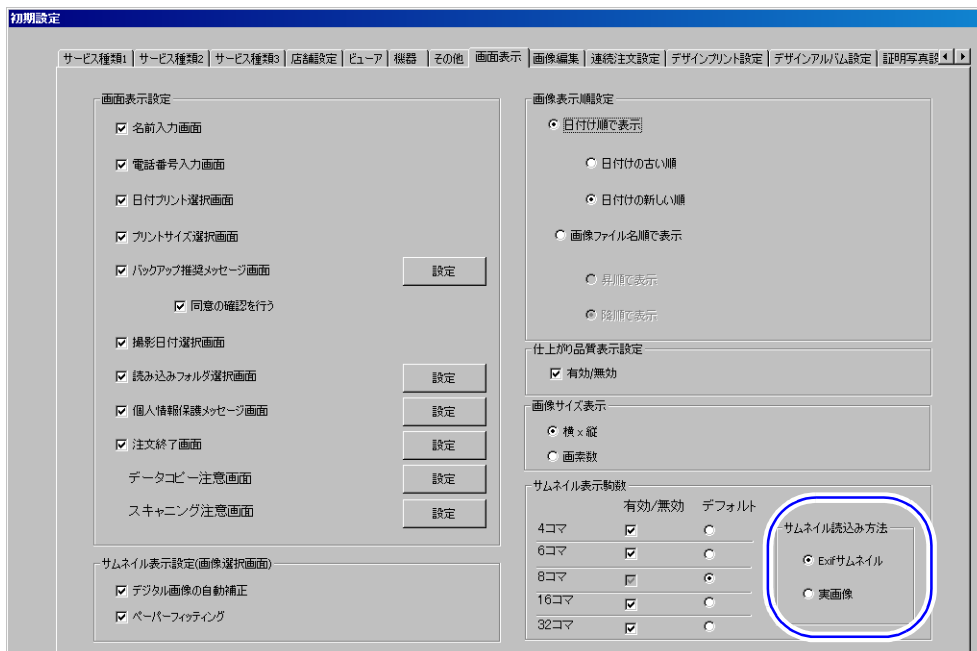 初期設定
サービス種類1 サービス種類2 サービス種類3 店舗設定 ビューア 機器 その他 画面表示 画像編集 連続注文設定 デザインプリント設定 デザインアルバム設定 証明写真設
画面表示設定
名前入力画面
電話番号入力画面
日付プリント選択画面
プリントサイズ選択画面
バックアップ推奨メッセージ画面 設定
同意の確認を行う
撮影日付選択画面
読み込みフォルダ選択画面 設定
個人情報保護メッセージ画面 設定
注文終了画面 設定
データコピー注意画面 設定
スキャニング注意画面 設定
サムネイル表示設定(画像選択画面)
デジタル画像の自動補正
ペーパーフィッティング
画像表示順設定
日付け順で表示
日付けの古い順
日付けの新しい順
画像ファイル名順で表示
昇順で表示
降順で表示
仕上がり品質表示設定
有効/無効
画像サイズ表示
横 x 縦
画素数
サムネイル表示駒数
有効/無効 デフォルト
4コマ
6コマ
8コマ
16コマ
32コマ
サムネイル読込み方法
Exifサムネイル
実画像